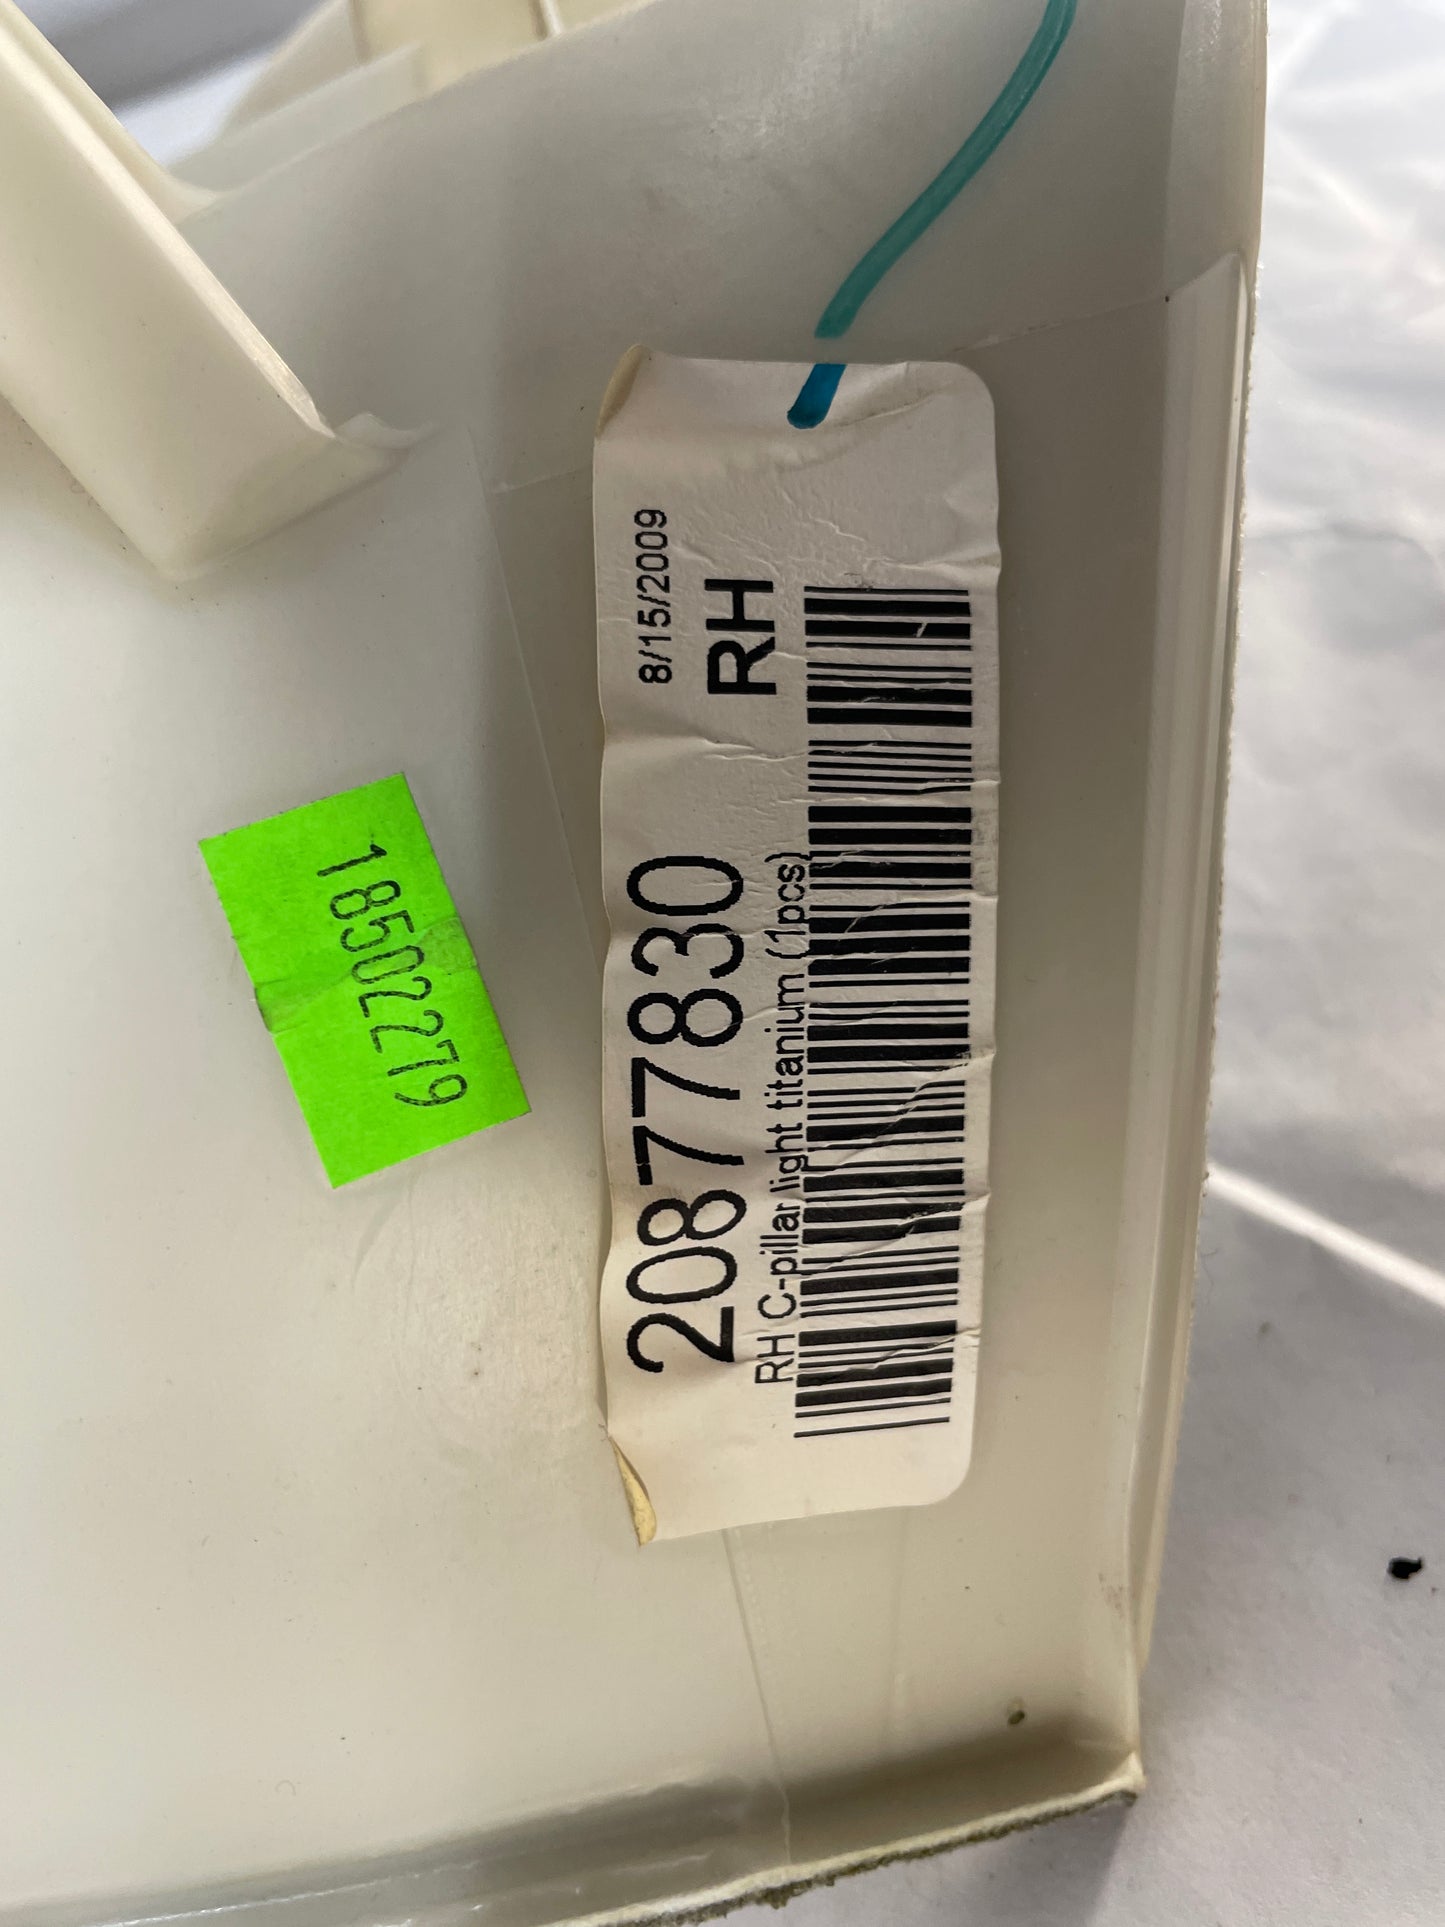 8/15/2009
20877830 RH
RH C-pillar light titanium (1pcs)
18502279